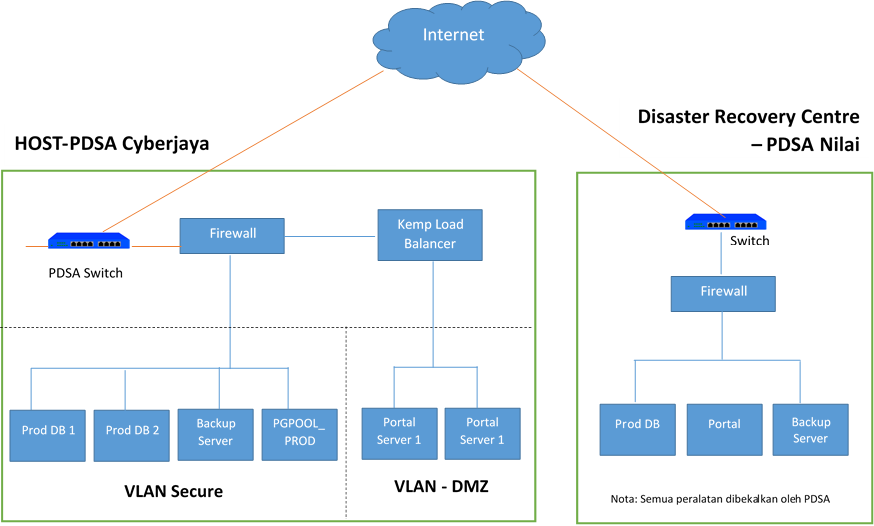 Internet
HOST-PDSA Cyberjaya
Disaster Recovery Centre
– PDSA Nilai
PDSA Switch
Firewall
Kemp Load
Balancer
Prod DB 1
Prod DB 2
Backup
Server
PGPOOL_
PROD
Portal
Server 1
Portal
Server 1
VLAN Secure
VLAN - DMZ
Switch
Firewall
Prod DB
Portal
Backup
Server
Nota: Semua peralatan dibekalkan oleh PDSA